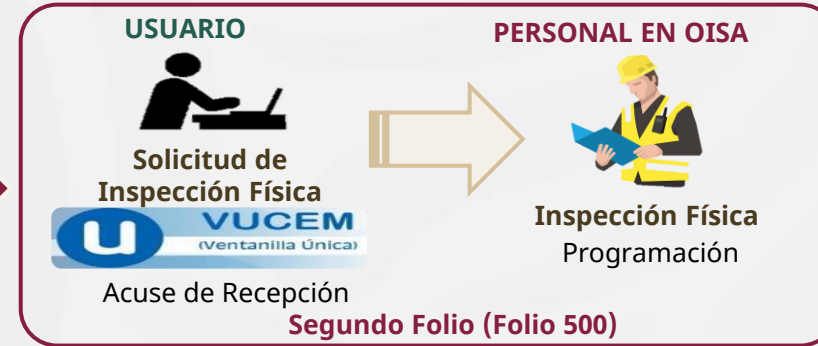 USUARIO
Solicitud de
Inspección Física
U
VUCEM
(Ventanilla Única)
Acuse de Recepción
PERSONAL EN OISA
Inspección Física
Programación
Segundo Folio (Folio 500)